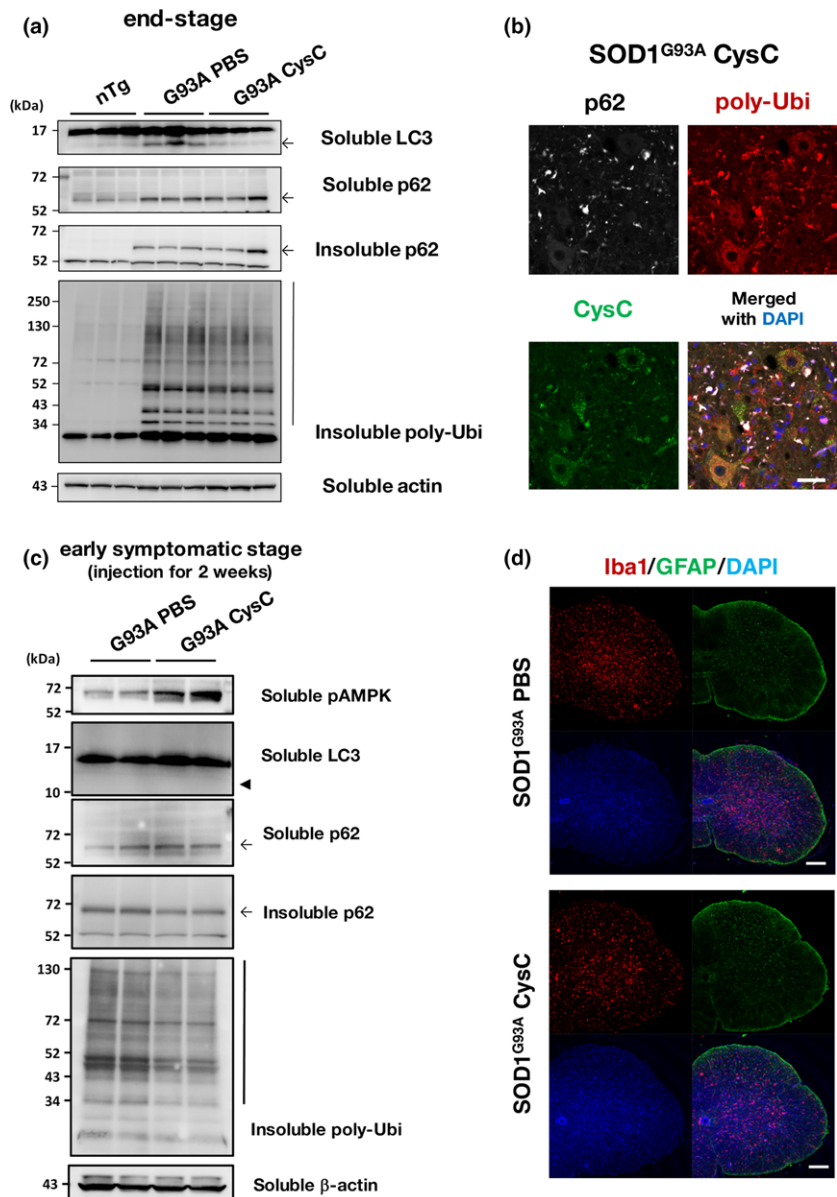 (a)
end-stage
nTg
G93A PBS
G93A CysC
(kDa)
17
Soluble LC3
72
52
Soluble p62
72
52
Insoluble p62
250
130
72
52
43
34
Insoluble poly-Ubi
43
Soluble actin
(b)
SOD1G93A CysC
p62
poly-Ubi
CysC
Merged
with DAPI
(c)
early symptomatic stage
(injection for 2 weeks)
G93A PBS
G93A CysC
(kDa)
72
52
Soluble pAMPK
17
10
Soluble LC3
72
52
Soluble p62
72
52
Insoluble p62
130
72
52
43
34
Insoluble poly-Ubi
43
Soluble β-actin
(d)
Iba1/GFAP/DAPI
SOD1G93A PBS
SOD1G93A CysC